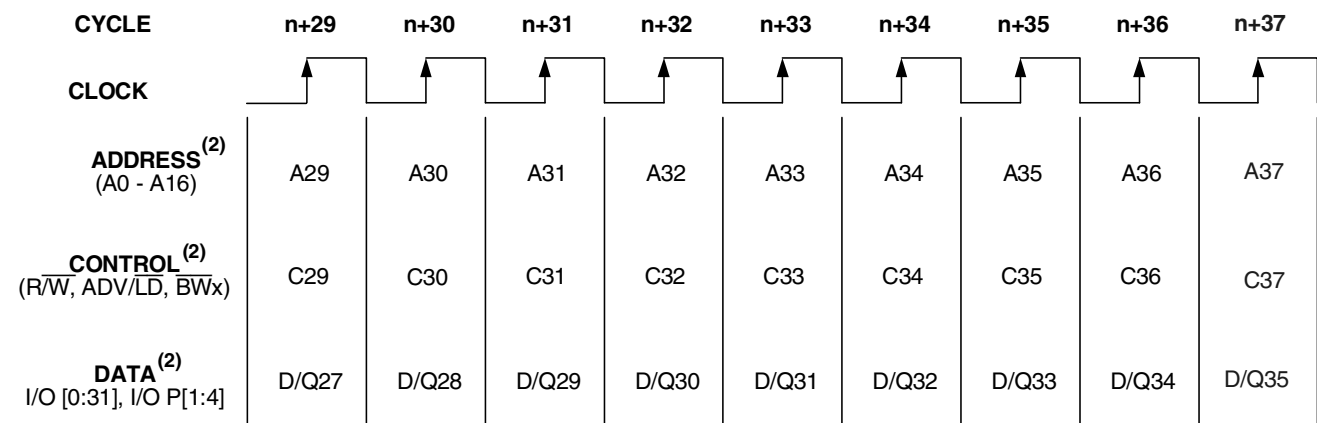 CYCLE n+29 n+30 n+31 n+32 n+33 n+34 n+35 n+36 n+37
CLOCK
ADDRESS(2)
(A0 - A16) A29 A30 A31 A32 A33 A34 A35 A36 A37
CONTROL(2)
(R/W, ADV/LD, BWx) C29 C30 C31 C32 C33 C34 C35 C36 C37
DATA(2)
I/O [0:31], I/O P[1:4] D/Q27 D/Q28 D/Q29 D/Q30 D/Q31 D/Q32 D/Q33 D/Q34 D/Q35